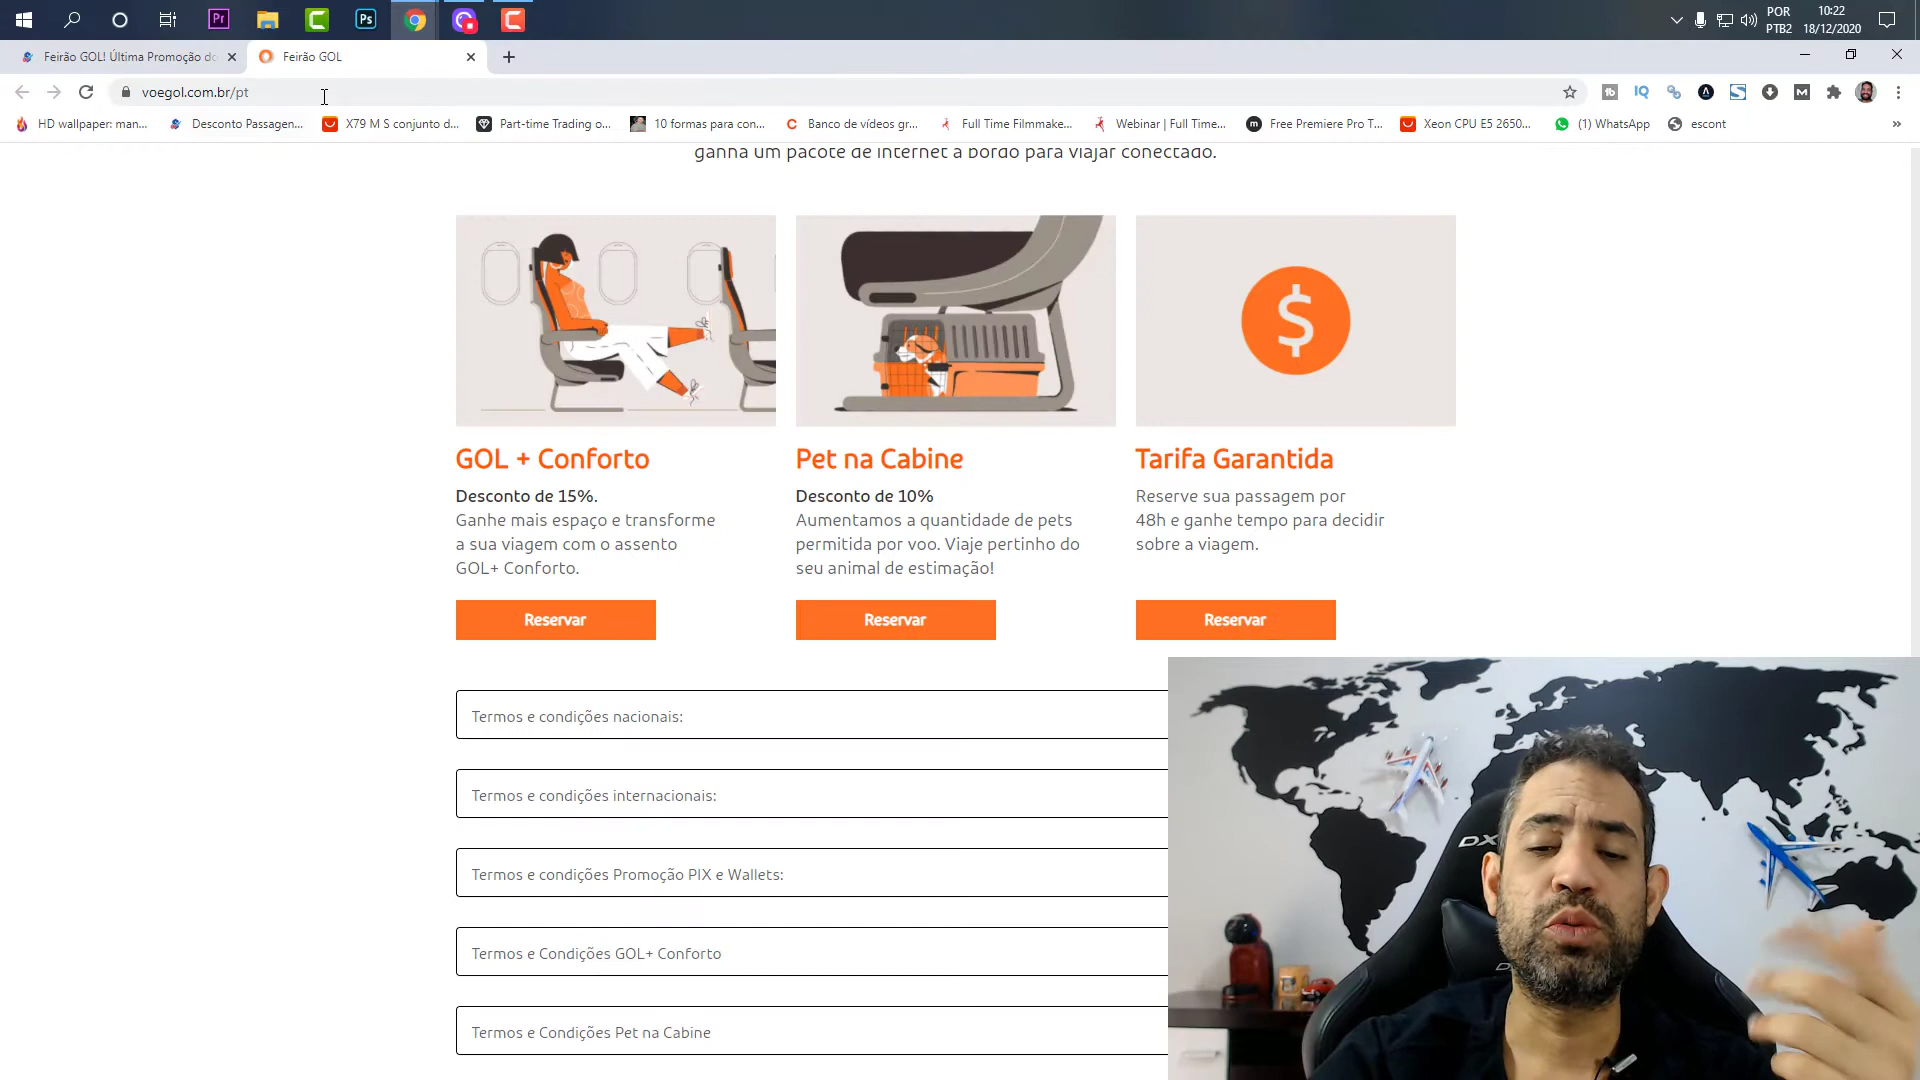 Pr
Ps
POR
PTB2
10:22
18/12/2020
Feirão GOL! Última Promoção do
Feirão GOL
voegol.com.br/pt
HD wallpaper: man...
Desconto Passagen...
X79 M S conjunto d...
Part-time Trading o...
10 formas para con...
Banco de vídeos gr...
Full Time Filmmake...
Webinar | Full Time...
Free Premiere Pro T...
Xeon CPU E5 2650...
(1) WhatsApp
escont
ganha um pacote de internet a bordo para viajar conectado.
GOL + Conforto
Desconto de 15%.
Ganhe mais espaço e transforme
a sua viagem com o assento
GOL+ Conforto.
Reservar
Pet na Cabine
Desconto de 10%
Aumentamos a quantidade de pets
permitida por voo. Viaje pertinho do
seu animal de estimação!
Reservar
Tarifa Garantida
Reserve sua passagem por
48h e ganhe tempo para decidir
sobre a viagem.
Reservar
Termos e condições nacionais:
Termos e condições internacionais:
Termos e condições Promoção PIX e Wallets:
Termos e Condições GOL+ Conforto
Termos e Condições Pet na Cabine